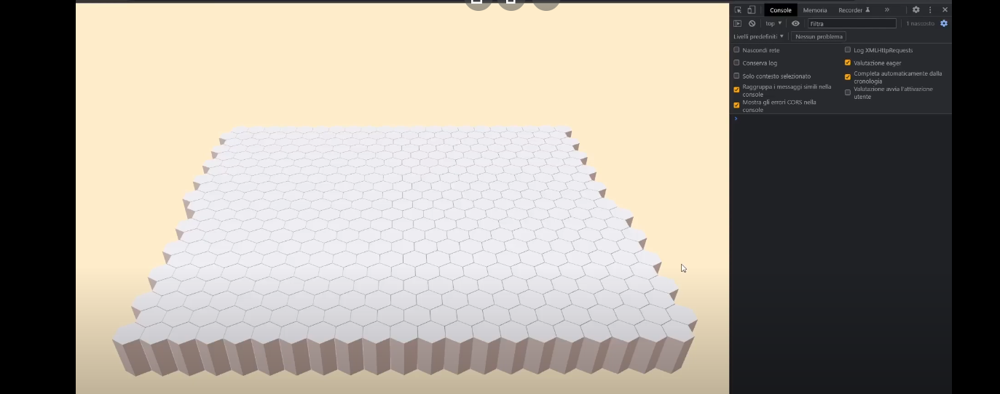 Console Memoria Recorder
top Filtra 1 nascosto
Livelli predefiniti Nessun problema
Nascondi rete
Log XMLHttpRequests
Conserva log
Valutazione eager
Solo contesto selezionato
Completa automaticamente dalla
cronologia
Raggruppa i messaggi simili nella
console
Valutazione avvia l'attivazione
utente
Mostra gli errori CORS nella
console